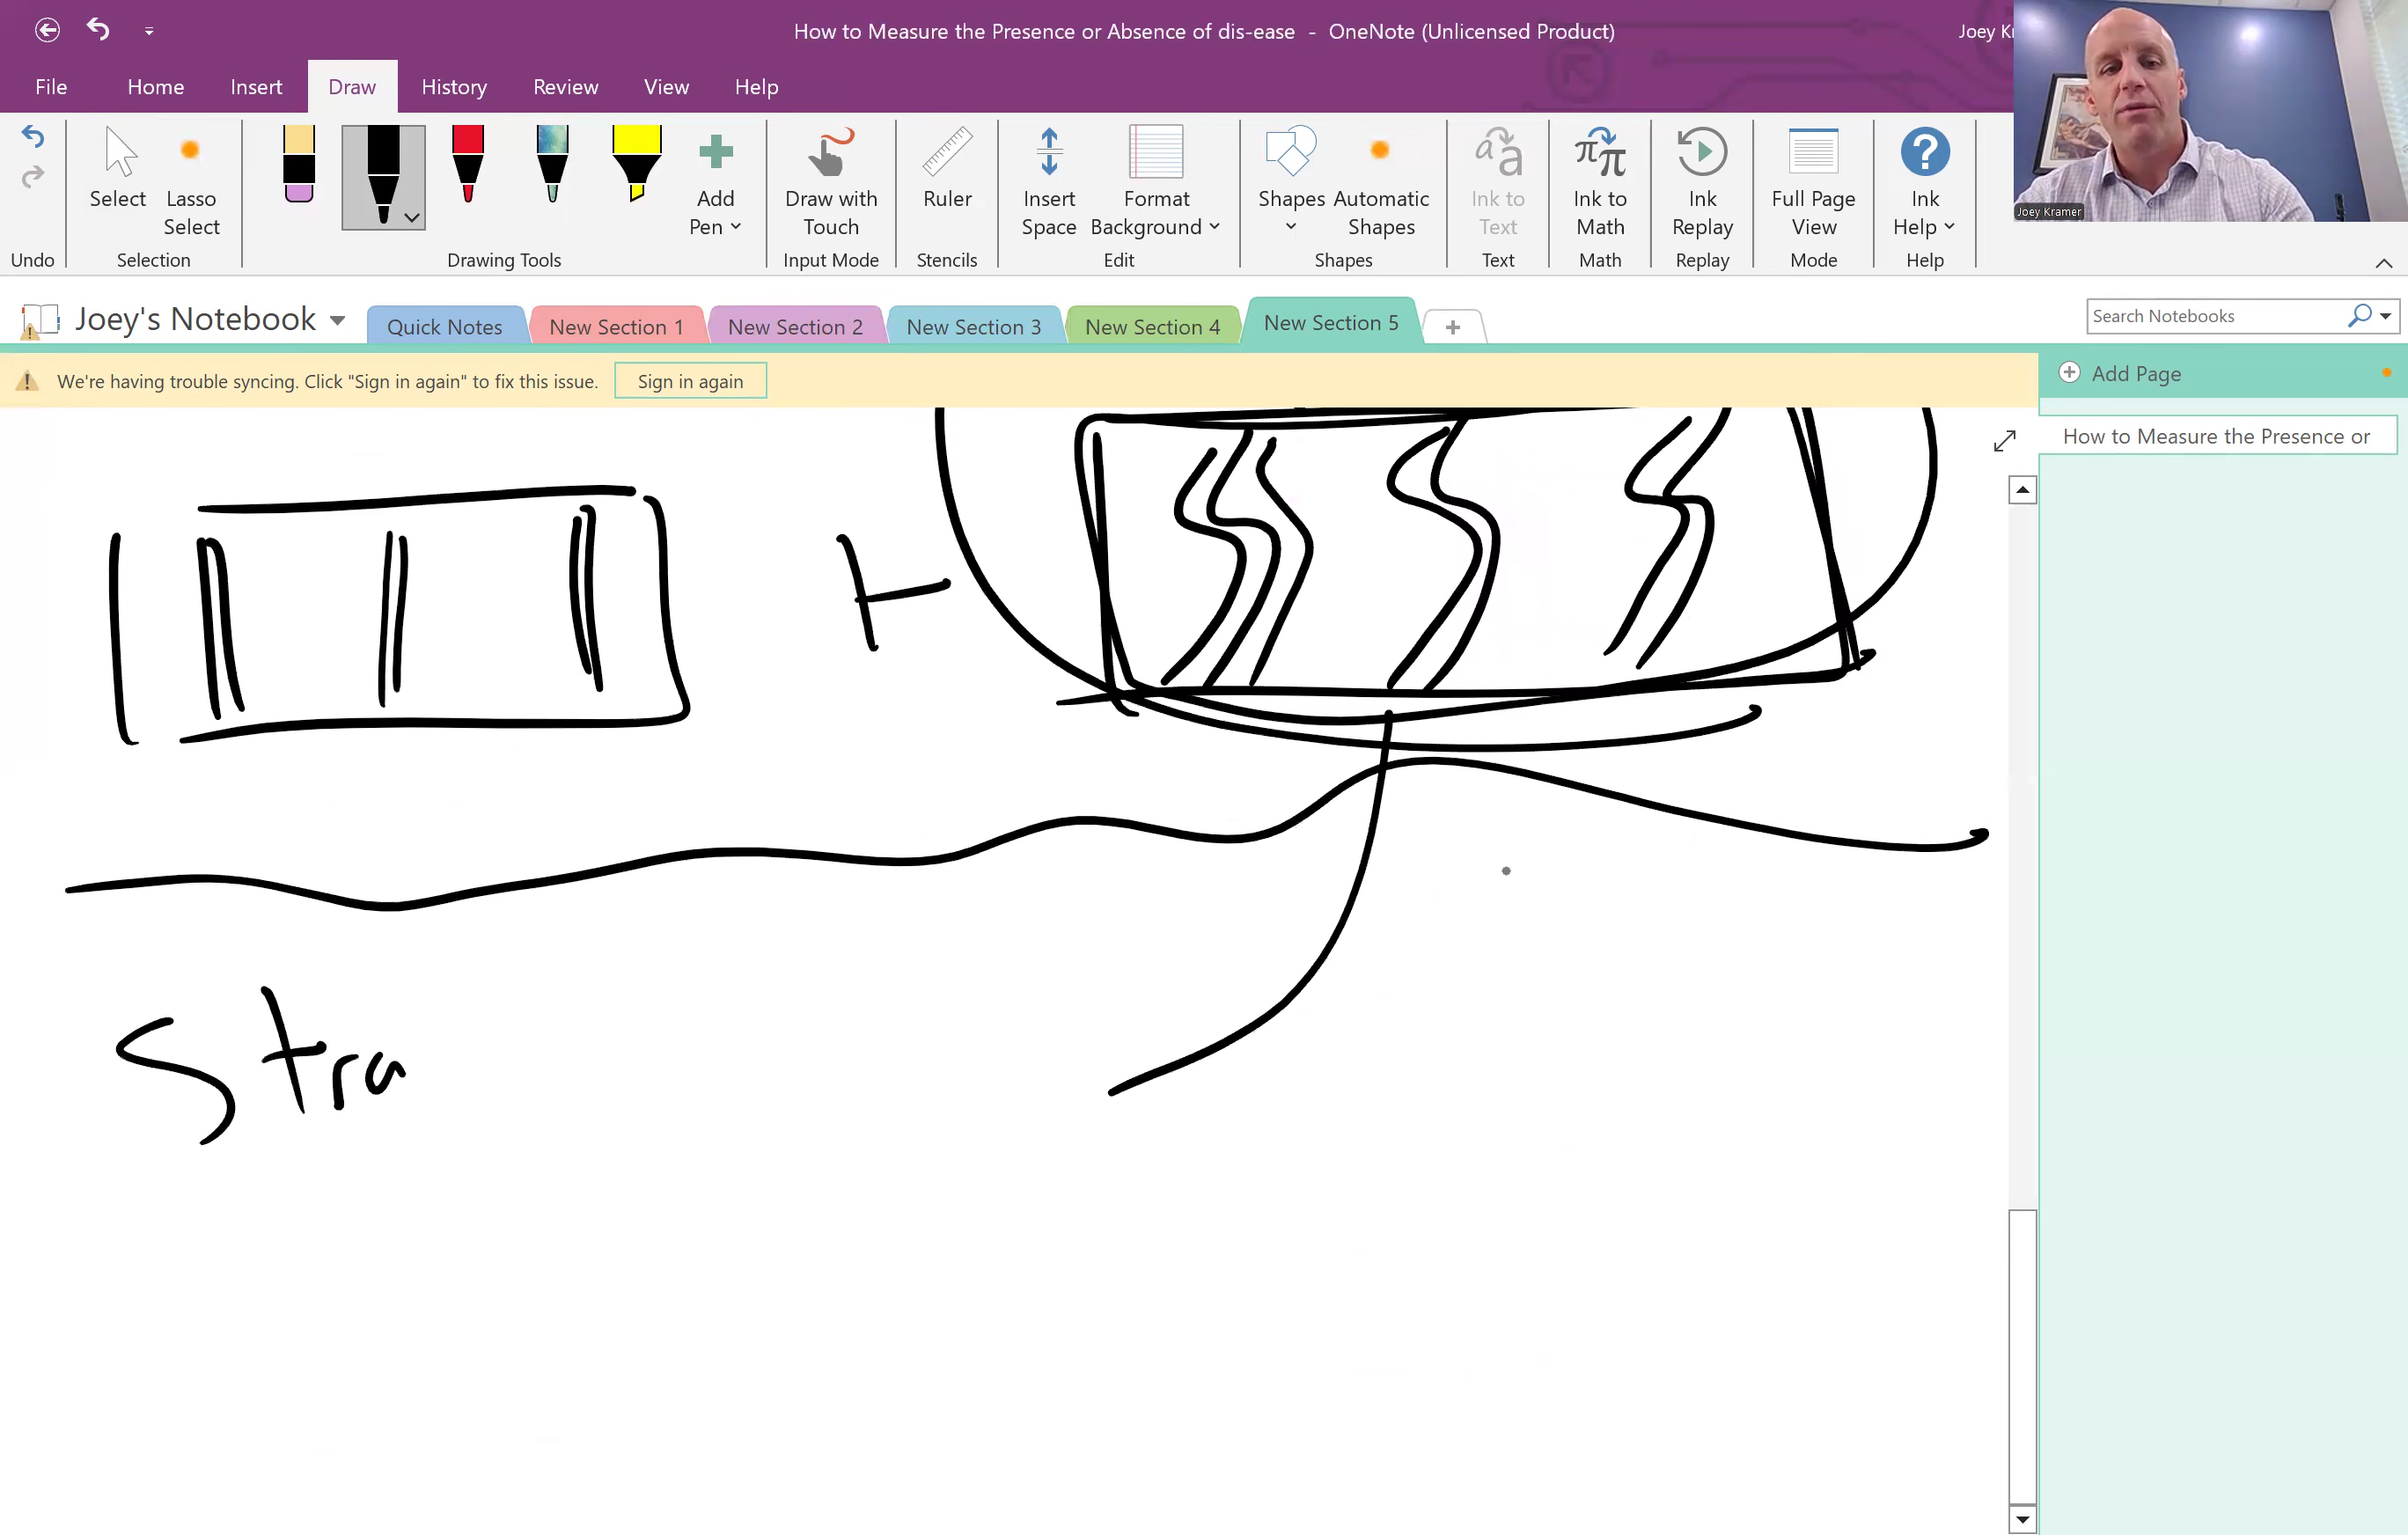 How to Measure the Presence or Absence of dis-ease - OneNote (Unlicensed Product)
Joey K
File Home Insert Draw History Review View Help
Joey Kramer
Select
Lasso Select
Add Pen
Draw with Touch
Ruler
Insert Space
Format Background
Shapes
Automatic Shapes
Ink to Text
Ink to Math
Ink Replay
Full Page View
Ink Help
Undo Selection Drawing Tools Input Mode Stencils Edit Shapes Text Math Replay Mode Help
Joey's Notebook Quick Notes New Section 1 New Section 2 New Section 3 New Section 4 New Section 5 Search Notebooks
We're having trouble syncing. Click "Sign in again" to fix this issue. Sign in again
Add Page
How to Measure the Presence or
Stra